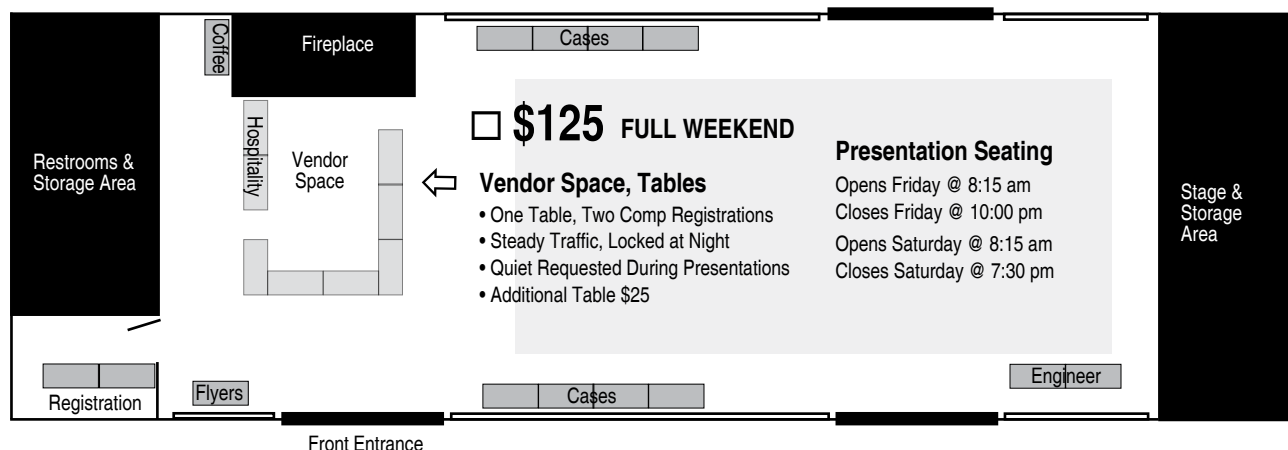 Coffee
Fireplace
Cases
Restrooms &
Storage Area
Hospitality
Vendor
Space
$125 FULL WEEKEND
Vendor Space, Tables
• One Table, Two Comp Registrations
• Steady Traffic, Locked at Night
• Quiet Requested During Presentations
• Additional Table $25
Presentation Seating
Opens Friday @ 8:15 am
Closes Friday @ 10:00 pm
Opens Saturday @ 8:15 am
Closes Saturday @ 7:30 pm
Stage &
Storage
Area
Registration
Flyers
Cases
Engineer
Front Entrance